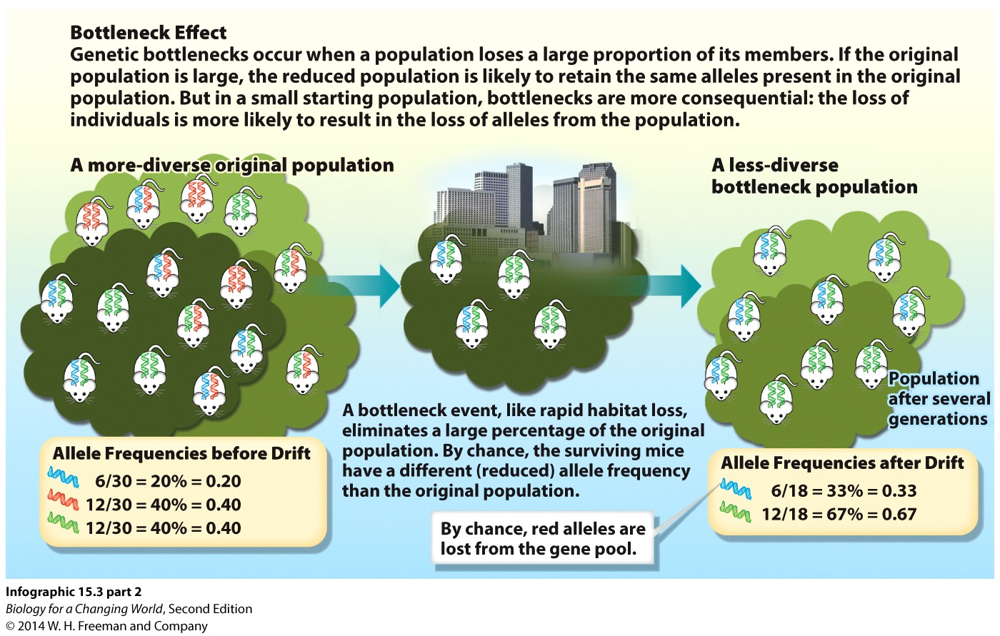 Bottleneck Effect
Genetic bottlenecks occur when a population loses a large proportion of its members. If the original
population is large, the reduced population is likely to retain the same alleles present in the original
population. But in a small starting population, bottlenecks are more consequential: the loss of
individuals is more likely to result in the loss of alleles from the population.
A more-diverse original population
A less-diverse
bottleneck population
Population
after several
generations
A bottleneck event, like rapid habitat loss,
eliminates a large percentage of the original
population. By chance, the surviving mice
have a different (reduced) allele frequency
than the original population.
Allele Frequencies before Drift
6/30 = 20% = 0.20
12/30 = 40% = 0.40
12/30 = 40% = 0.40
Allele Frequencies after Drift
6/18 = 33% = 0.33
12/18 = 67% = 0.67
By chance, red alleles are
lost from the gene pool.
Infographic 15.3 part 2
Biology for a Changing World, Second Edition
© 2014 W. H. Freeman and Company